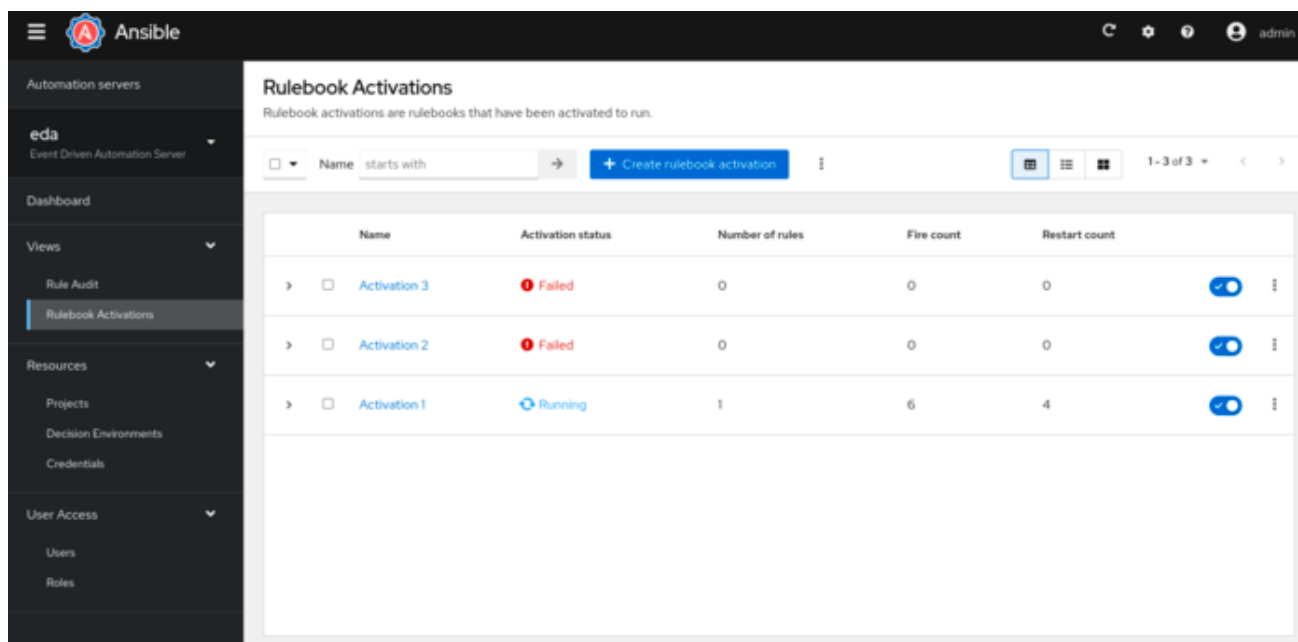 Ansible
admin
Automation servers
eda
Event Driven Automation Server
Dashboard
Views
Rule Audit
Rulebook Activations
Resources
Projects
Decision Environments
Credentials
User Access
Users
Roles
Rulebook Activations
Rulebook activations are rulebooks that have been activated to run.
Name starts with Create rulebook activation 1 - 3 of 3
Name Activation status Number of rules Fire count Restart count
Activation 3 Failed 0 0 0
Activation 2 Failed 0 0 0
Activation 1 Running 1 6 4